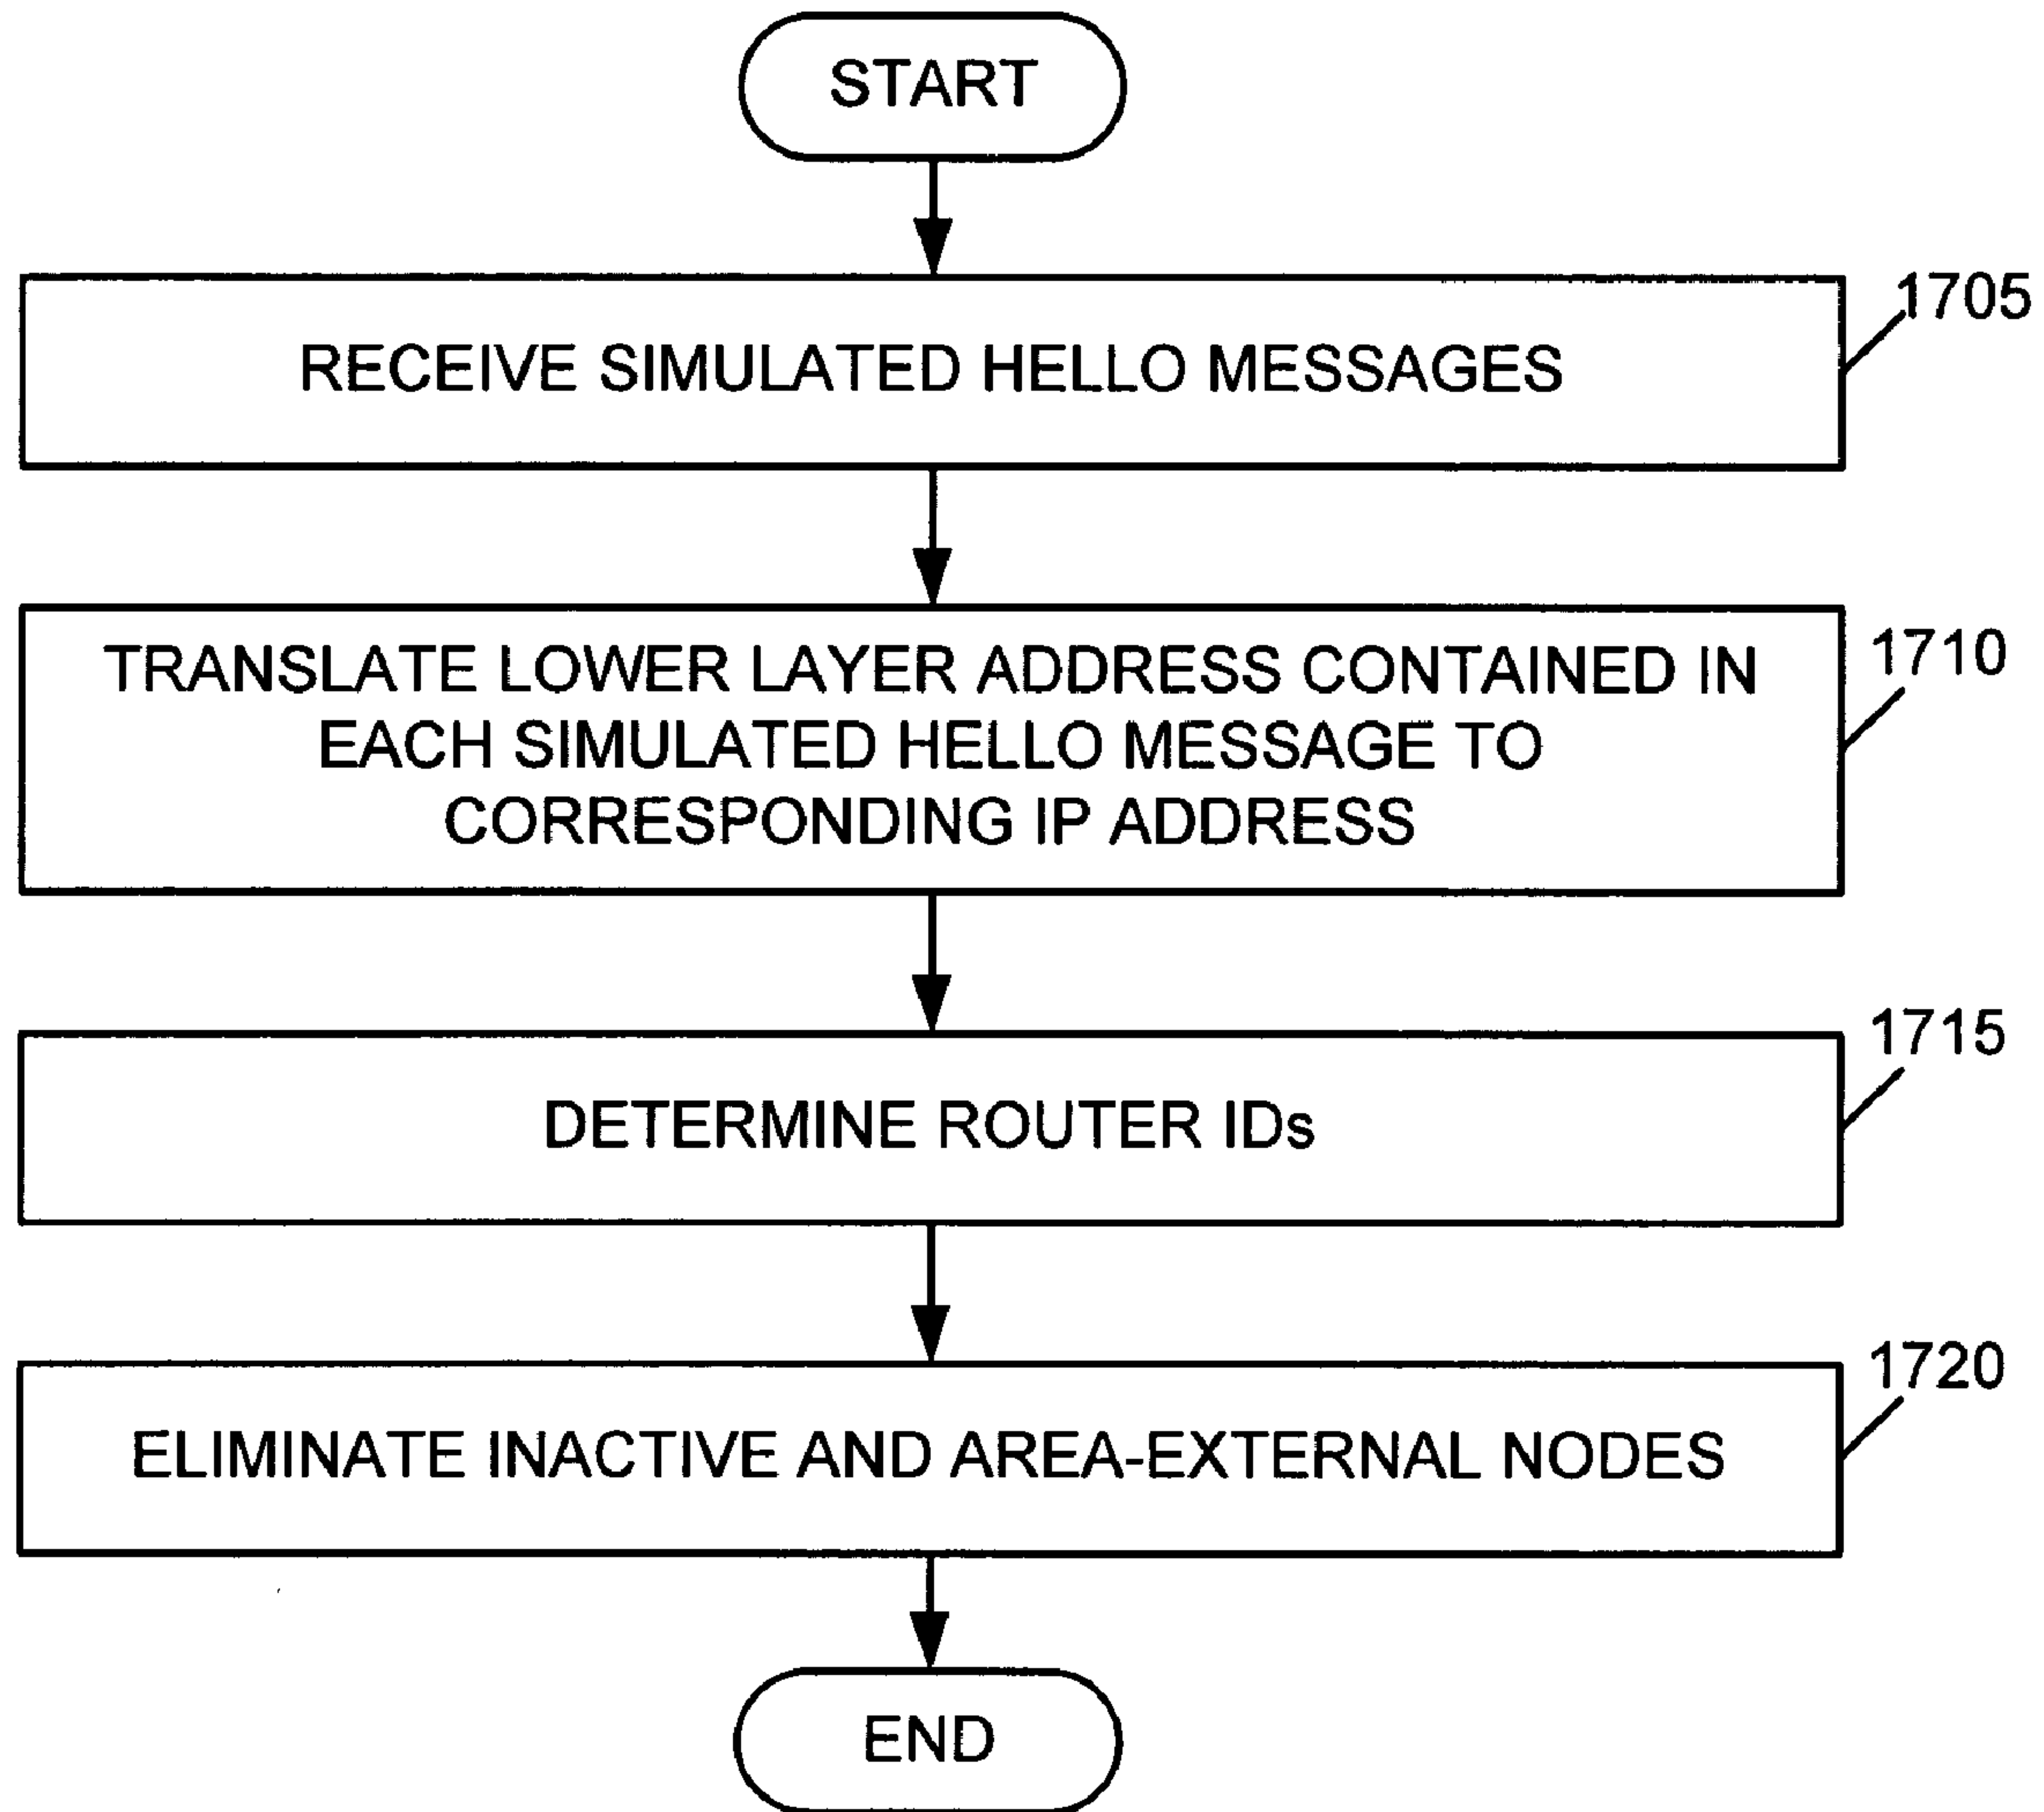 START
1705
RECEIVE SIMULATED HELLO MESSAGES
1710
TRANSLATE LOWER LAYER ADDRESS CONTAINED IN
EACH SIMULATED HELLO MESSAGE TO
CORRESPONDING IP ADDRESS
1715
DETERMINE ROUTER IDs
1720
ELIMINATE INACTIVE AND AREA-EXTERNAL NODES
END